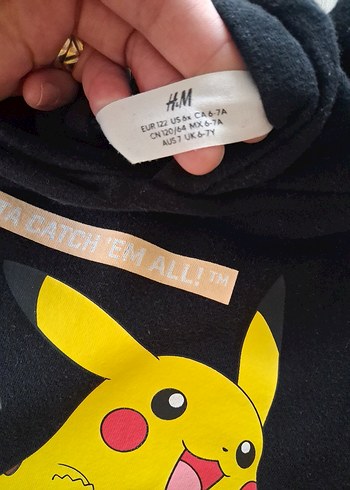 H&M
EUR 122 US 6x CA 6-7A
CN 120/64 MX 6-7A
AUS 7 UK 6-7Y
CATCH 'EM ALL! ™